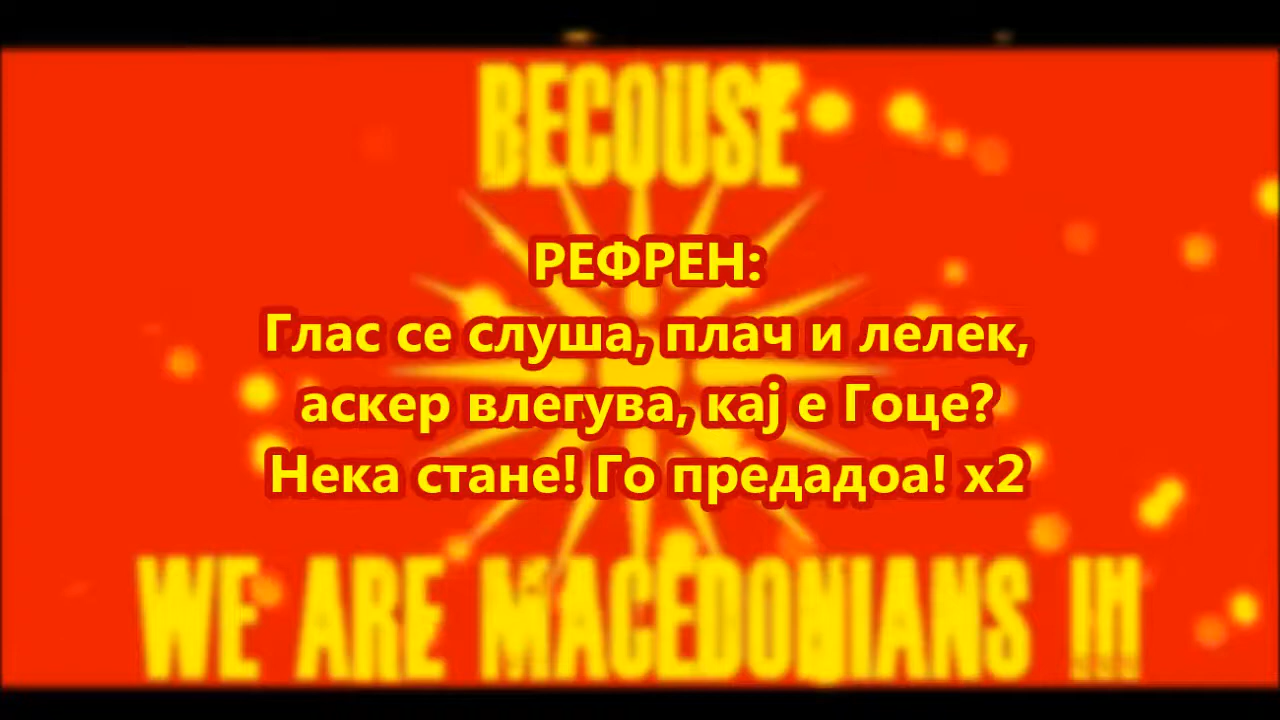 BECOUSE
РЕФРЕН:
Глас се слуша, плач и лелек,
аскер влегува, кај е Гоце?
Нека стане! Го предадоа! x2
WE ARE MACEDONIANS !!!